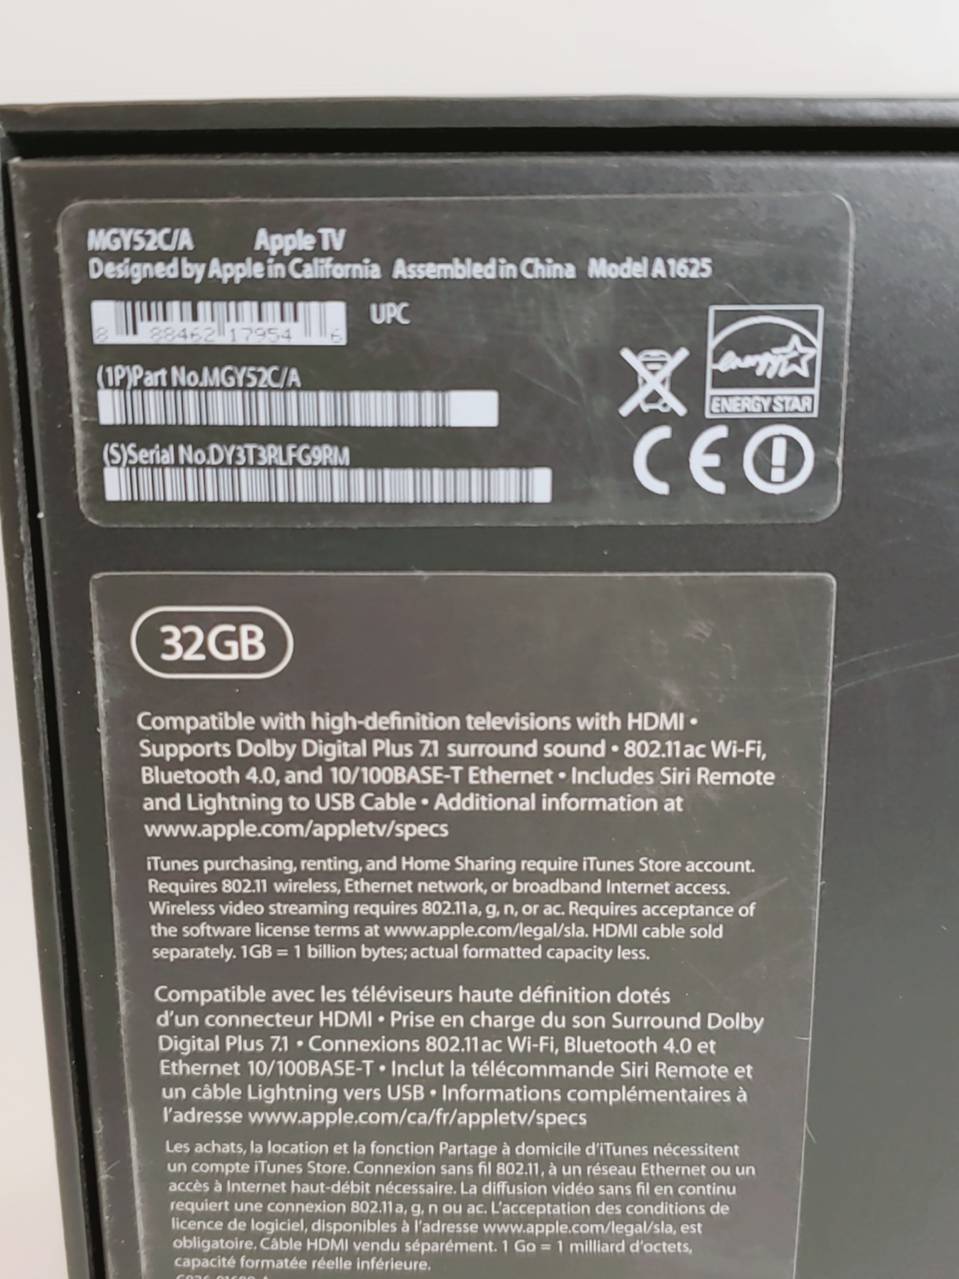 MGY52C/A Apple TV
Designed by Apple in California Assembled in China Model A1625
8 88462 17954 6 UPC
(1P)Part No.MGY52C/A
(S)Serial No.DY3T3RLFG9RM
energy
ENERGY STAR
CE
32GB
Compatible with high-definition televisions with HDMI •
Supports Dolby Digital Plus 7.1 surround sound • 802.11ac Wi-Fi,
Bluetooth 4.0, and 10/100BASE-T Ethernet • Includes Siri Remote
and Lightning to USB Cable • Additional information at
www.apple.com/appletv/specs
iTunes purchasing, renting, and Home Sharing require iTunes Store account.
Requires 802.11 wireless, Ethernet network, or broadband Internet access.
Wireless video streaming requires 802.11a, g, n, or ac. Requires acceptance of
the software license terms at www.apple.com/legal/sla. HDMI cable sold
separately. 1GB = 1 billion bytes; actual formatted capacity less.
Compatible avec les téléviseurs haute définition dotés
d'un connecteur HDMI • Prise en charge du son Surround Dolby
Digital Plus 7.1 • Connexions 802.11ac Wi-Fi, Bluetooth 4.0 et
Ethernet 10/100BASE-T • Inclut la télécommande Siri Remote et
un câble Lightning vers USB • Informations complémentaires à
l'adresse www.apple.com/ca/fr/appletv/specs
Les achats, la location et la fonction Partage à domicile d'iTunes nécessitent
un compte iTunes Store. Connexion sans fil 802.11, à un réseau Ethernet ou un
accès à Internet haut-débit nécessaire. La diffusion vidéo sans fil en continu
requiert une connexion 802.11a, g, n ou ac. L'acceptation des conditions de
licence de logiciel, disponibles à l'adresse www.apple.com/legal/sla, est
obligatoire. Câble HDMI vendu séparément. 1 Go = 1 milliard d'octets,
capacité formatée réelle inférieure.